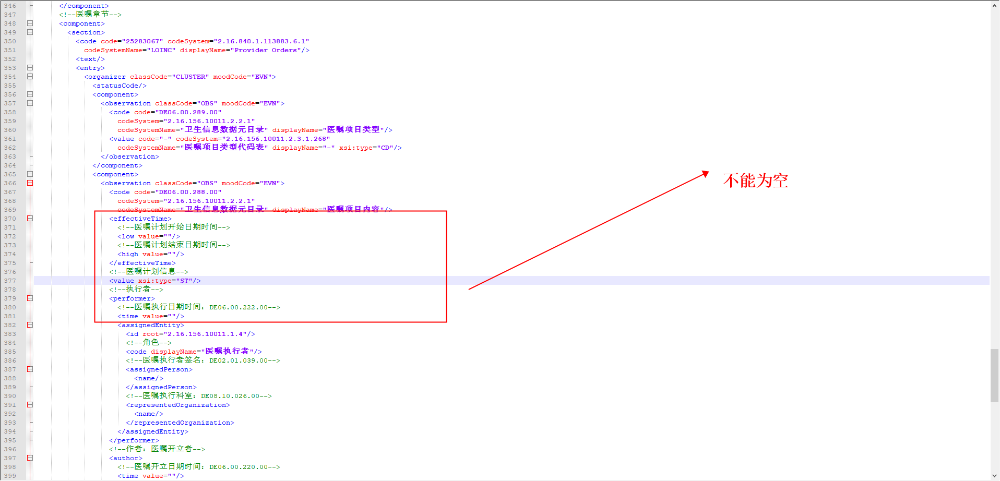 346 </component>
347 <!--医嘱章节-->
348 <component>
349 <section>
350 <code code="25283067" codeSystem="2.16.840.1.113883.6.1"
351 codeSystemName="LOINC" displayName="Provider Orders"/>
352 <text/>
353 <entry>
354 <organizer classCode="CLUSTER" moodCode="EVN">
355 <statusCode/>
356 <component>
357 <observation classCode="OBS" moodCode="EVN">
358 <code code="DE06.00.289.00"
359 codeSystem="2.16.156.10011.2.2.1"
360 codeSystemName="卫生信息数据元目录" displayName="医嘱项目类型"/>
361 <value code="-" codeSystem="2.16.156.10011.2.3.1.268"
362 codeSystemName="医嘱项目类型代码表" displayName="-" xsi:type="CD"/>
363 </observation>
364 </component>
365 <component>
366 <observation classCode="OBS" moodCode="EVN">
367 <code code="DE06.00.288.00"
368 codeSystem="2.16.156.10011.2.2.1"
369 codeSystemName="卫生信息数据元目录" displayName="医嘱项目内容"/>
370 <effectiveTime>
371 <!--医嘱计划开始日期时间-->
372 <low value=""/>
373 <!--医嘱计划结束日期时间-->
374 <high value=""/>
375 </effectiveTime>
376 <!--医嘱计划信息-->
377 <value xsi:type="ST"/>
378 <!--执行者-->
379 <performer>
380 <!--医嘱执行日期时间：DE06.00.222.00-->
381 <time value=""/>
382 <assignedEntity>
383 <id root="2.16.156.10011.1.4"/>
384 <!--角色-->
385 <code displayName="医嘱执行者"/>
386 <!--医嘱执行者签名：DE02.01.039.00-->
387 <assignedPerson>
388 <name/>
389 </assignedPerson>
390 <!--医嘱执行科室：DE08.10.026.00-->
391 <representedOrganization>
392 <name/>
393 </representedOrganization>
394 </assignedEntity>
395 </performer>
396 <!--作者：医嘱开立者-->
397 <author>
398 <!--医嘱开立日期时间：DE06.00.220.00-->
399 <time value=""/>
不能为空